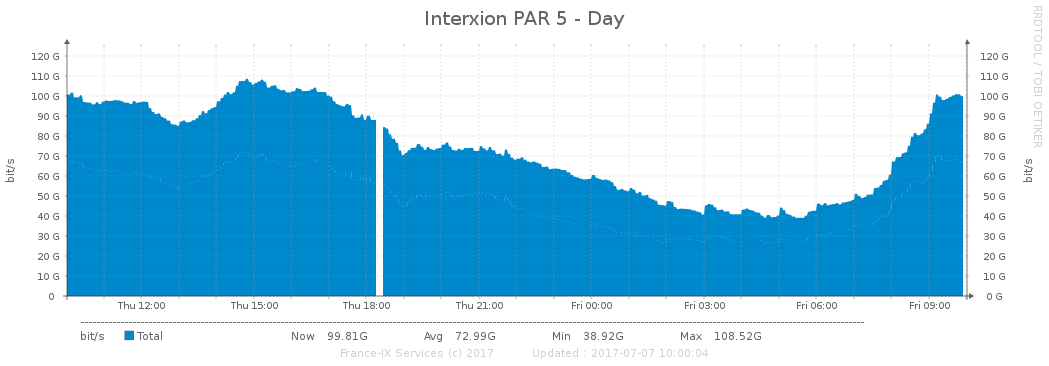 Interxion PAR 5 - Day
RRDTOOL / TOBI OETIKER
120 G 120 G
110 G 110 G
100 G 100 G
90 G 90 G
80 G 80 G
70 G 70 G
60 G 60 G
50 G 50 G
40 G 40 G
30 G 30 G
20 G 20 G
10 G 10 G
0 0 G
bit/s bit/s
Thu 12:00 Thu 15:00 Thu 18:00 Thu 21:00 Fri 00:00 Fri 03:00 Fri 06:00 Fri 09:00
bit/s Total Now 99.81G Avg 72.99G Min 38.92G Max 108.52G
France-IX Services (c) 2017 Updated : 2017-07-07 10:00:04